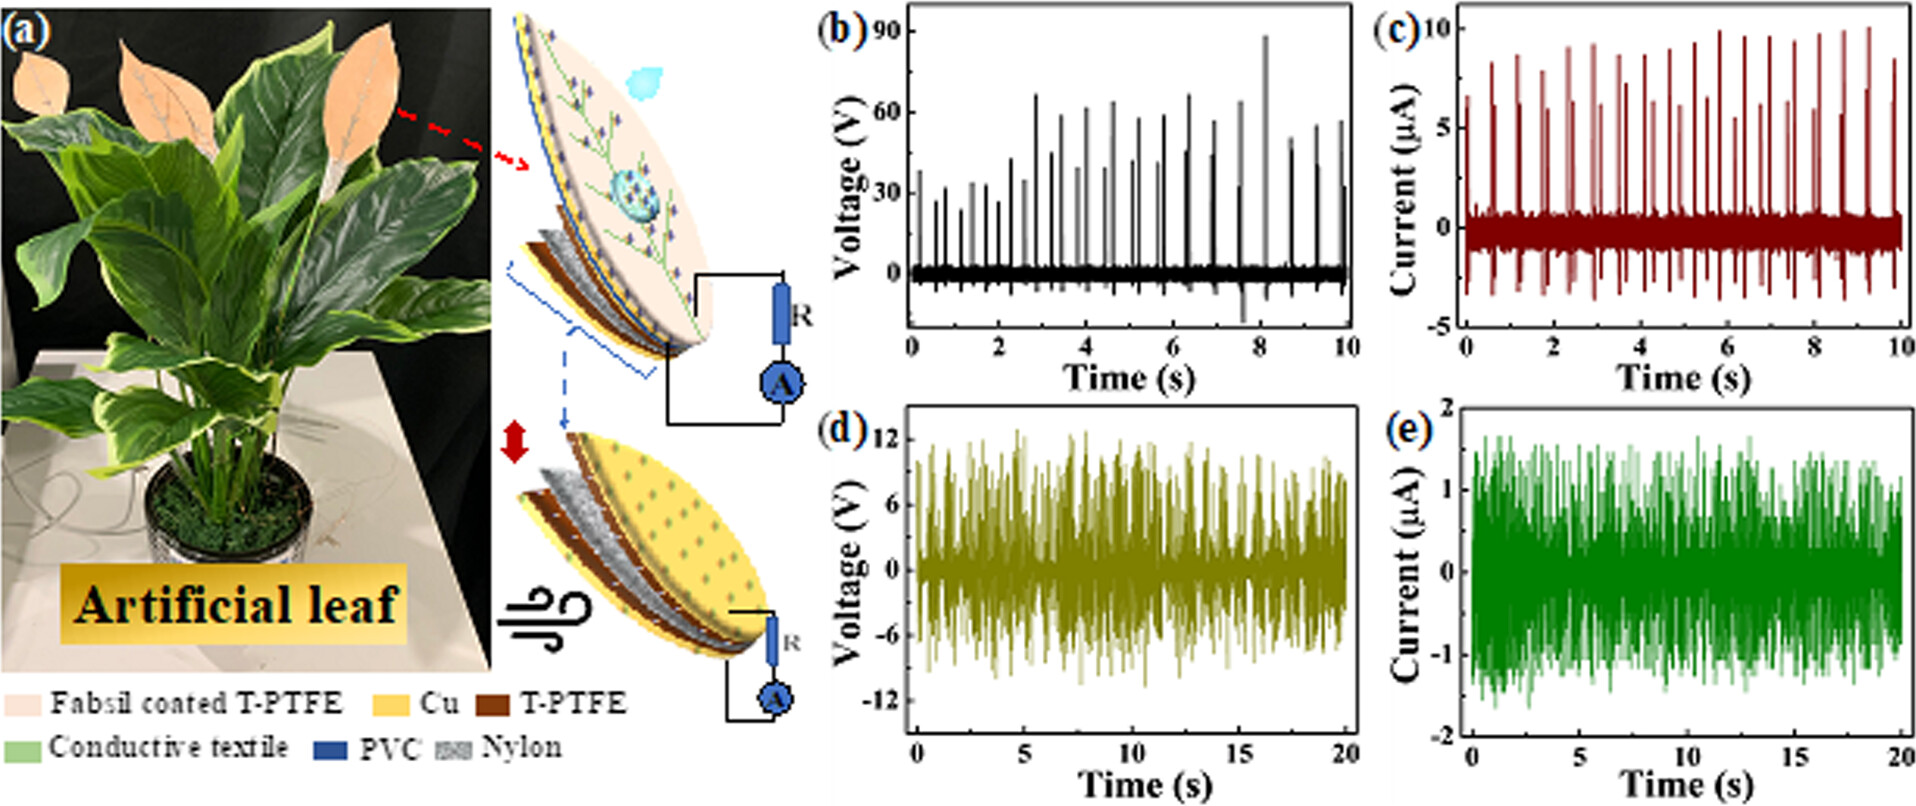 (a)
Artificial leaf
R
A
R
A
Fabsil coated T-PTFE Cu T-PTFE
Conductive textile PVC Nylon
(b)
Voltage (V)
90
60
30
0
0 2 4 6 8 10
Time (s)
(c)
Current (µA)
10
5
0
-5
0 2 4 6 8 10
Time (s)
(d)
Voltage (V)
12
6
0
-6
-12
0 5 10 15 20
Time (s)
(e)
Current (µA)
2
1
0
-1
-2
0 5 10 15 20
Time (s)